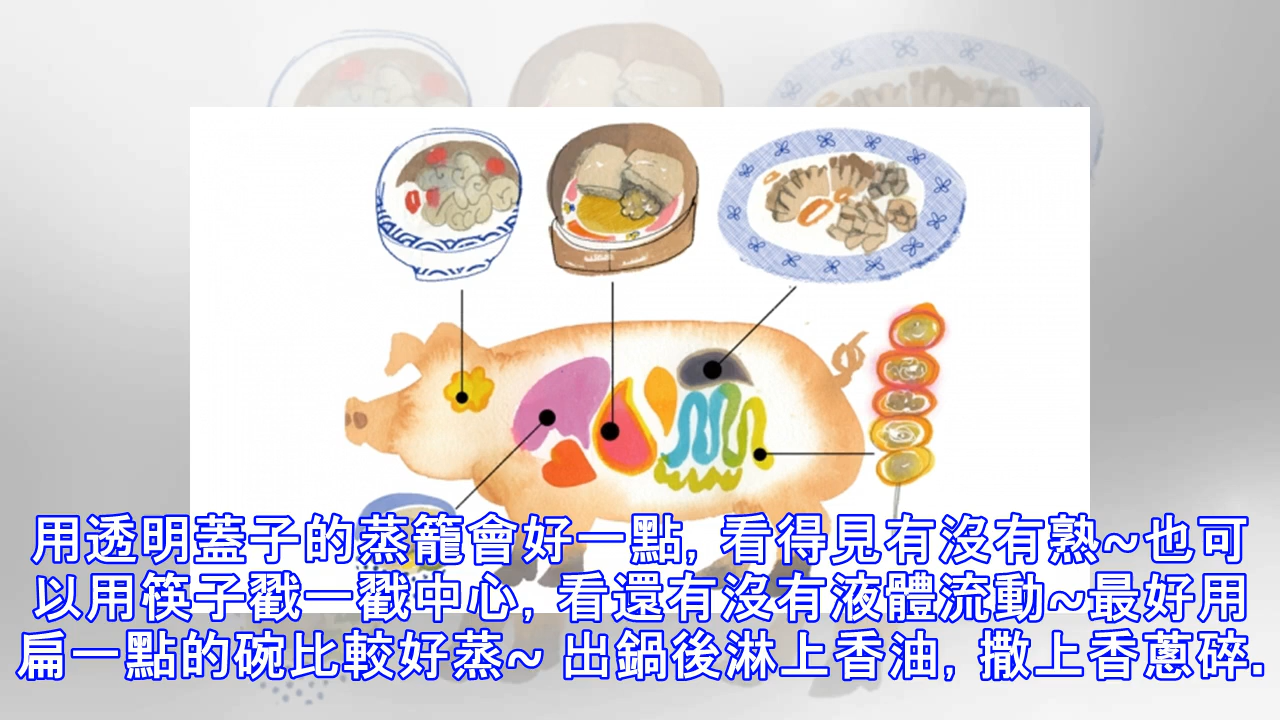 用透明蓋子的蒸籠會好一點, 看得見有沒有熟~也可
以用筷子戳一戳中心, 看還有沒有液體流動~最好用
扁一點的碗比較好蒸~ 出鍋後淋上香油, 撒上香蔥碎.